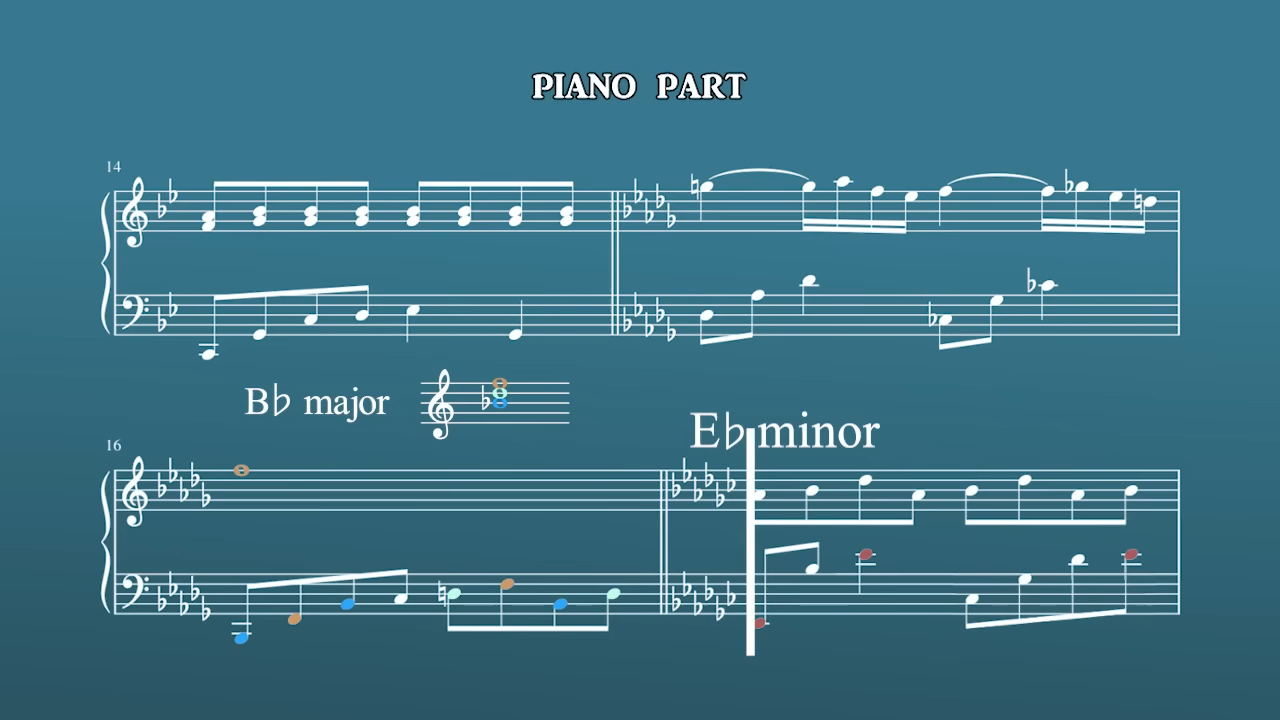 PIANO PART
14
B♭ major
E♭ minor
16